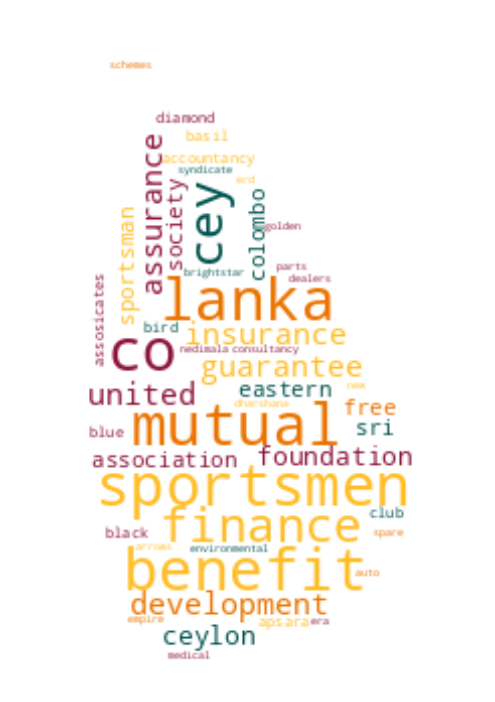 schemes
diamond
basil
assurance
accountancy
syndicate
society
cey
erd
colombo
sportsman
golden
brightstar
parts
dealers
assosicates
lanka
bird
insurance
co
nedimala consultancy
guarantee
united
eastern
new
dharshana
free
mutual
sri
blue
association
foundation
sportsmen
club
finance
black
spare
arrows
environmental
benefit
auto
development
empire
apsara
era
ceylon
medical